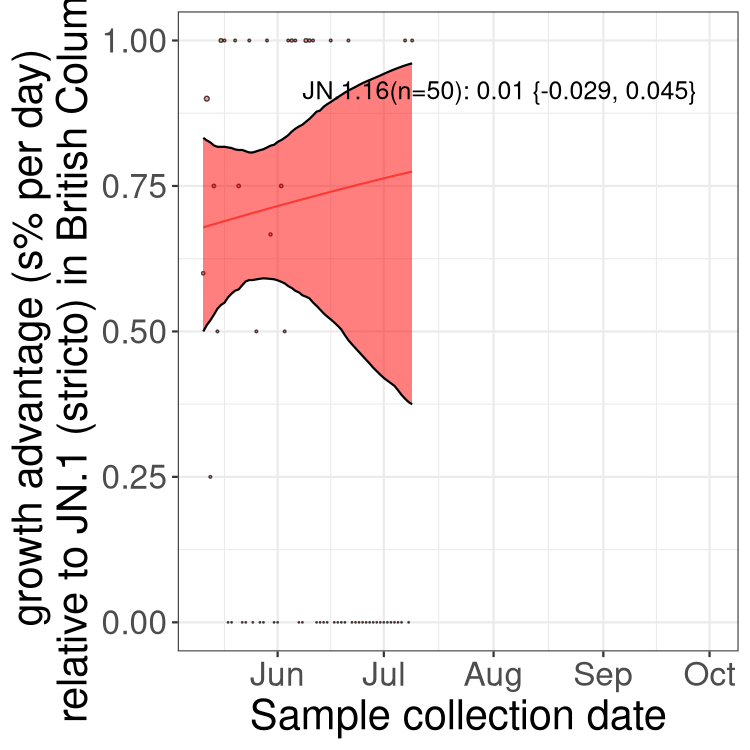 growth advantage (s% per day)
relative to JN.1 (stricto) in British Colum
1.00
0.75
0.50
0.25
0.00
JN.1.16(n=50): 0.01 {-0.029, 0.045}
Jun Jul Aug Sep Oct
Sample collection date